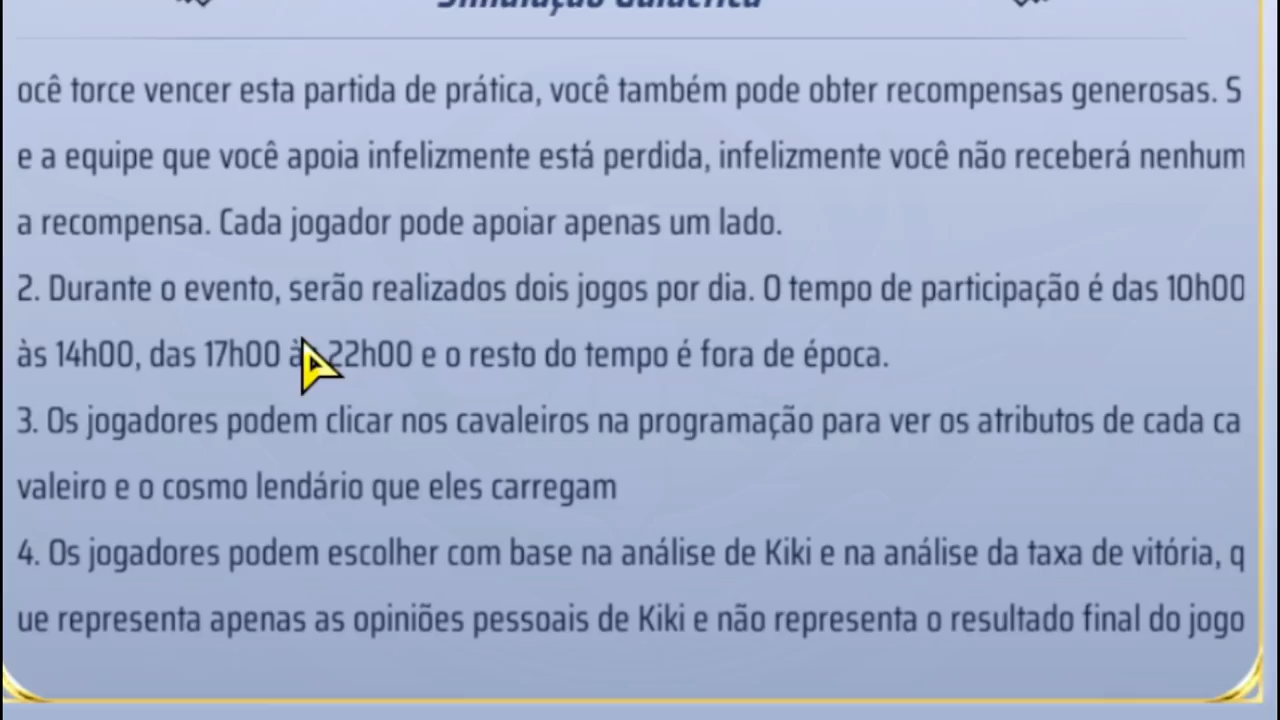 Simulação Galáctica
ocê torce vencer esta partida de prática, você também pode obter recompensas generosas. S
e a equipe que você apoia infelizmente está perdida, infelizmente você não receberá nenhum
a recompensa. Cada jogador pode apoiar apenas um lado.
2. Durante o evento, serão realizados dois jogos por dia. O tempo de participação é das 10h00
às 14h00, das 17h00 às 22h00 e o resto do tempo é fora de época.
3. Os jogadores podem clicar nos cavaleiros na programação para ver os atributos de cada ca
valeiro e o cosmo lendário que eles carregam
4. Os jogadores podem escolher com base na análise de Kiki e na análise da taxa de vitória, q
ue representa apenas as opiniões pessoais de Kiki e não representa o resultado final do jogo